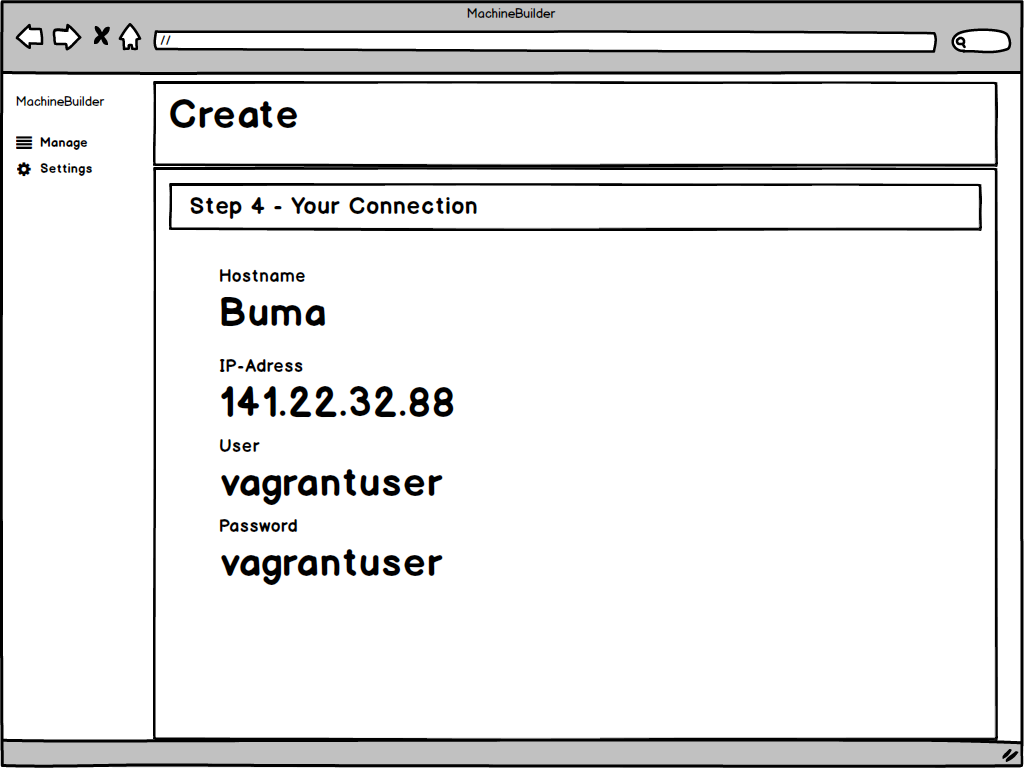 MachineBuilder
//
MachineBuilder
Manage
Settings
Create
Step 4 - Your Connection
Hostname
Buma
IP-Adress
141.22.32.88
User
vagrantuser
Password
vagrantuser